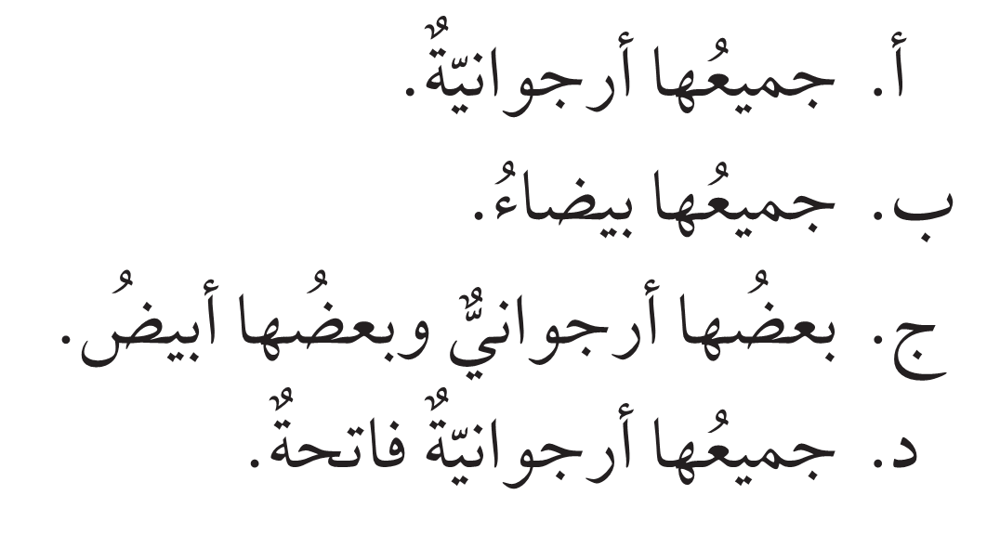 أ. جميعُها أرجوانيّةٌ.
ب. جميعُها بيضاءُ.
ج. بعضُها أرجوانيٌّ وبعضُها أبيضُ.
د. جميعُها أرجوانيّةٌ فاتحةٌ.